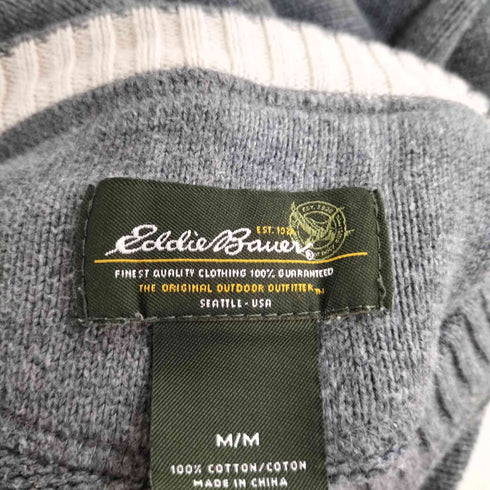 EST. 1920
Eddie Bauer
FINEST QUALITY CLOTHING 100% GUARANTEED
THE ORIGINAL OUTDOOR OUTFITTER™
SEATTLE - USA
M/M
100% COTTON/COTON
MADE IN CHINA